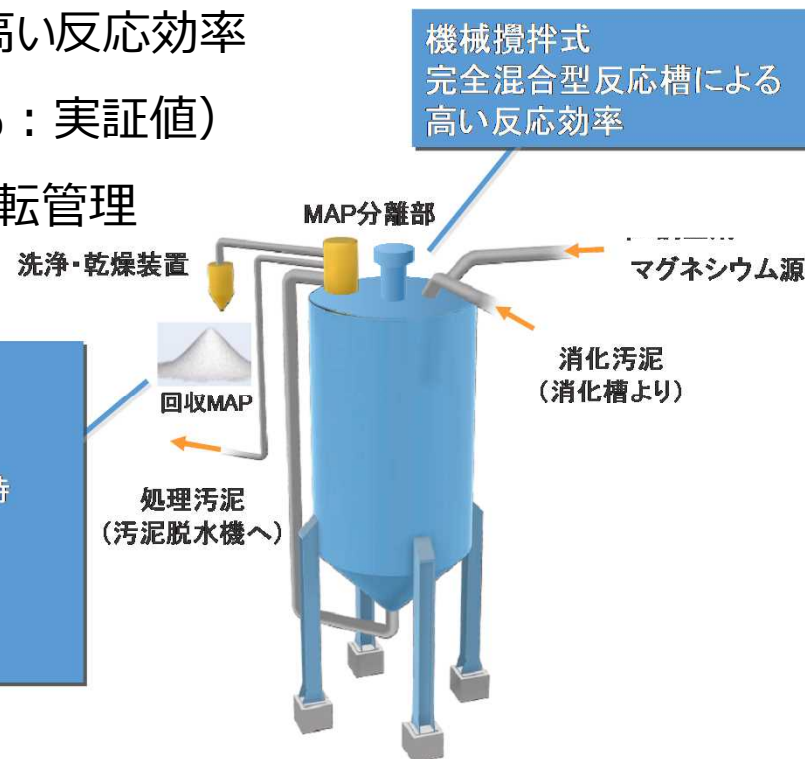 高い反応効率
：実証値）
転管理
機械攪拌式
完全混合型反応槽による
高い反応効率
MAP分離部
洗浄・乾燥装置
マグネシウム源
消化汚泥
（消化槽より）
回収MAP
処理汚泥
（汚泥脱水機へ）